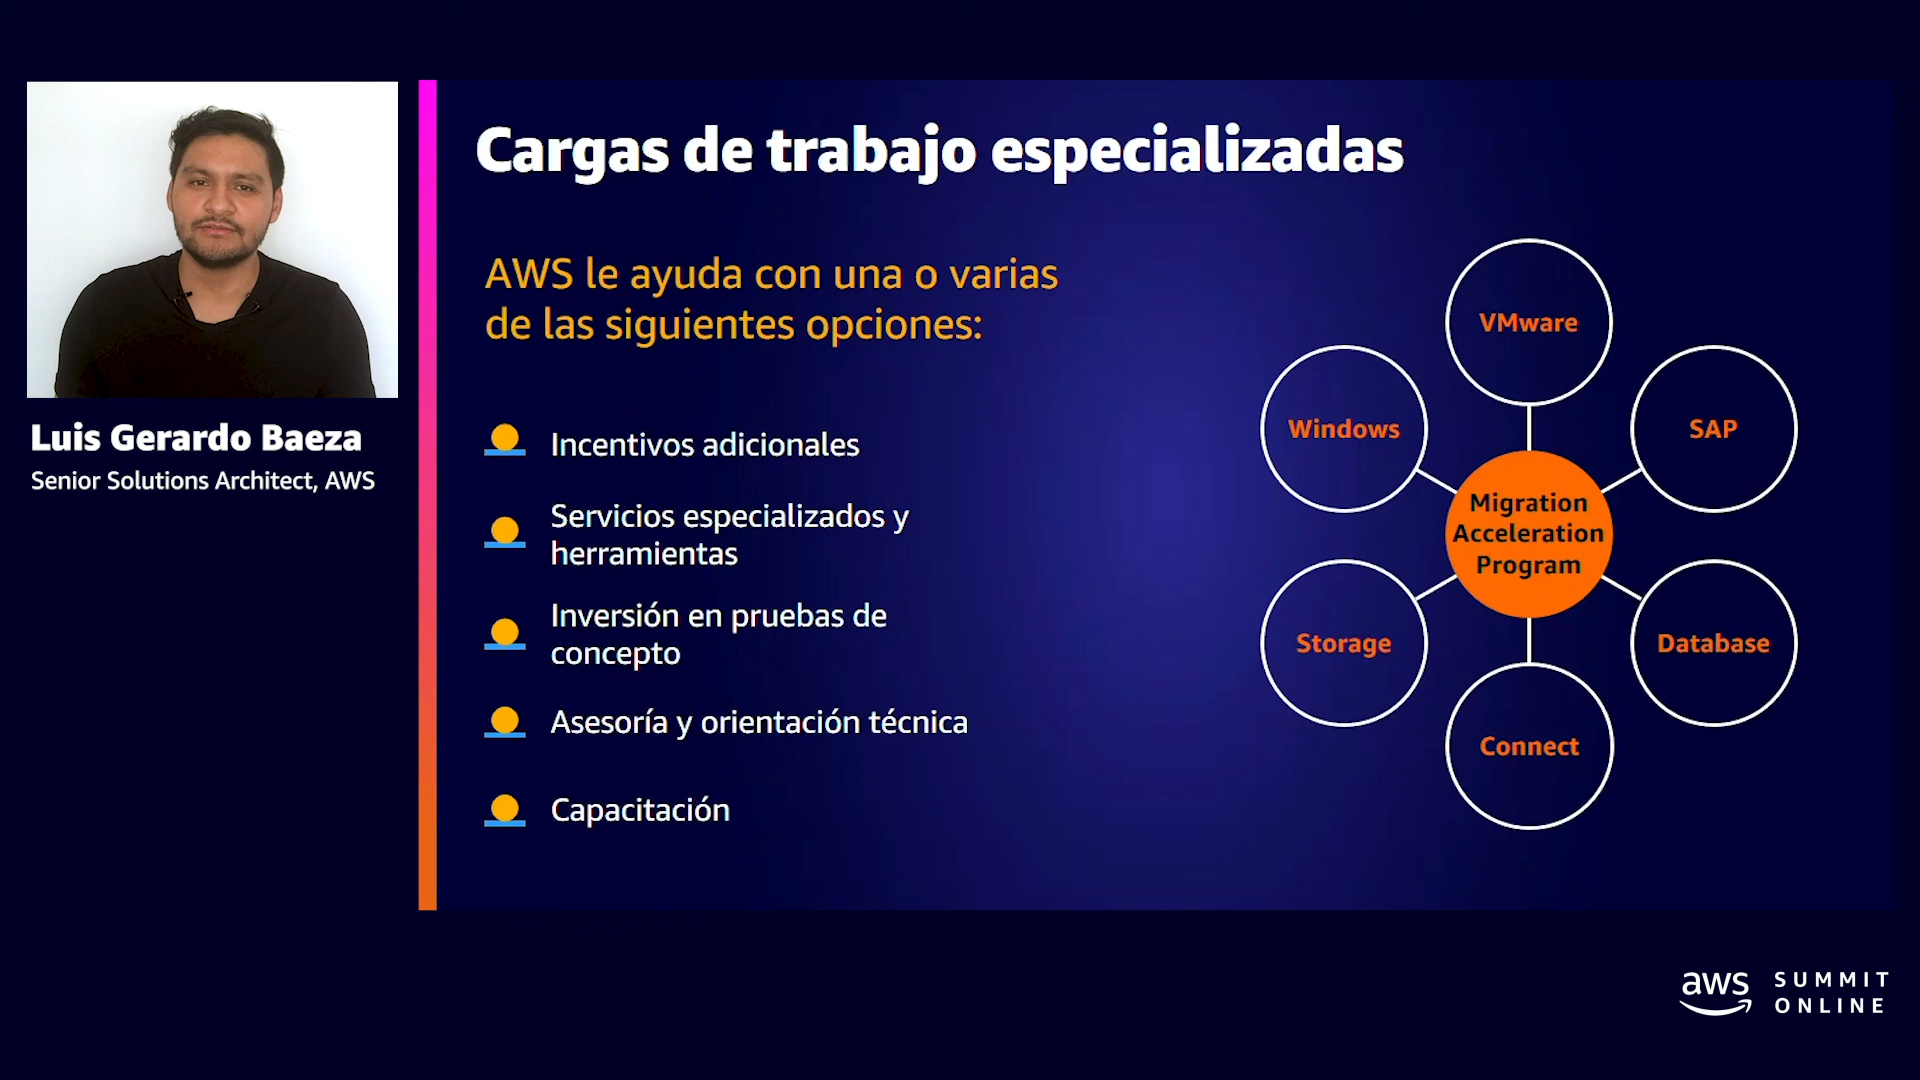 Luis Gerardo Baeza
Senior Solutions Architect, AWS
Cargas de trabajo especializadas
AWS le ayuda con una o varias
de las siguientes opciones:
Incentivos adicionales
Servicios especializados y
herramientas
Inversión en pruebas de
concepto
Asesoría y orientación técnica
Capacitación
VMware
Windows
SAP
Migration
Acceleration
Program
Storage
Database
Connect
aws
SUMMIT
ONLINE